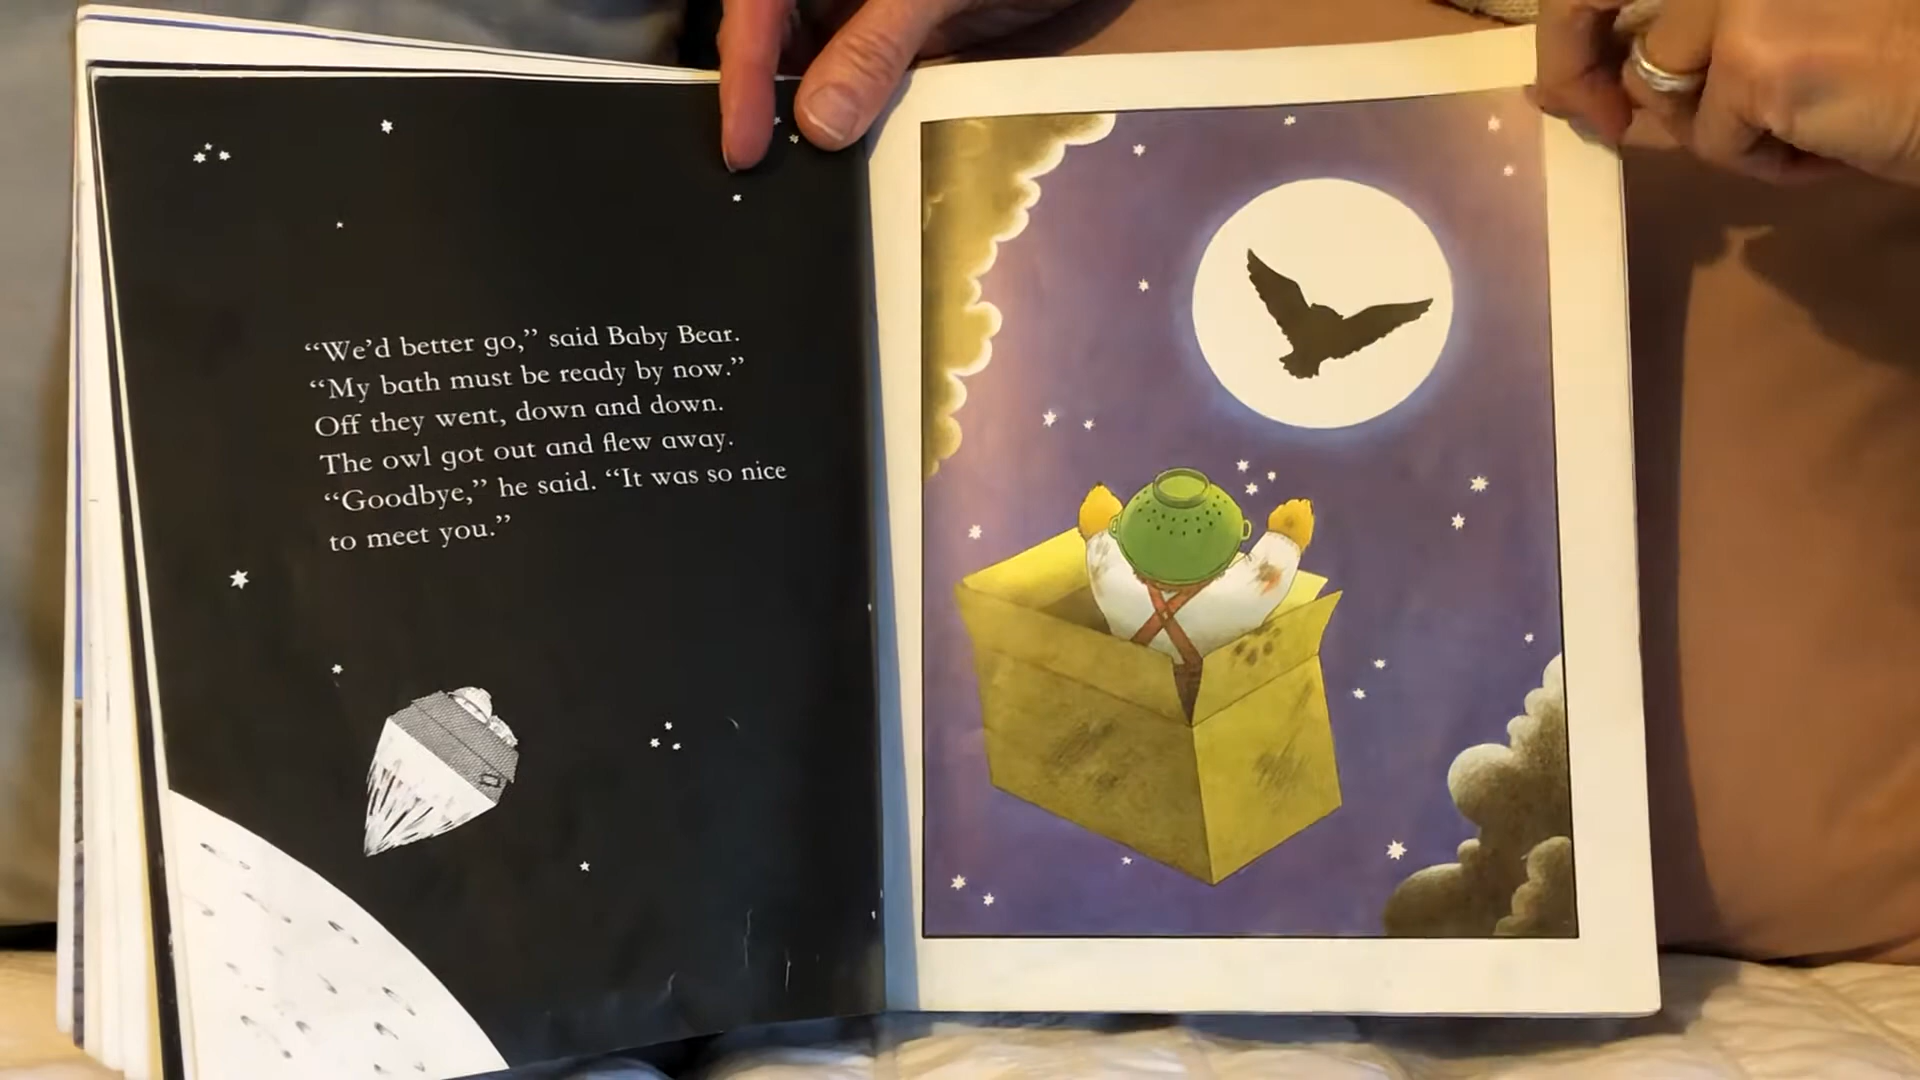 “We’d better go,” said Baby Bear.
“My bath must be ready by now.”
Off they went, down and down.
The owl got out and flew away.
“Goodbye,” he said. “It was so nice
to meet you.”